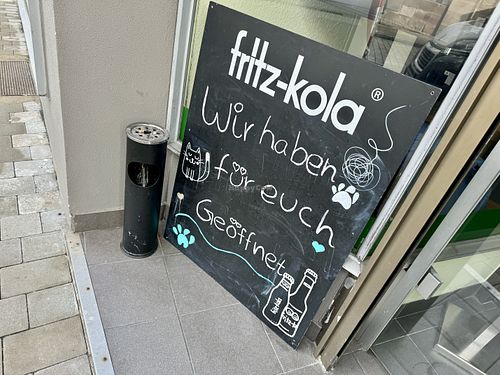 fritz-kola®
Wir haben
für euch
Geöffnet